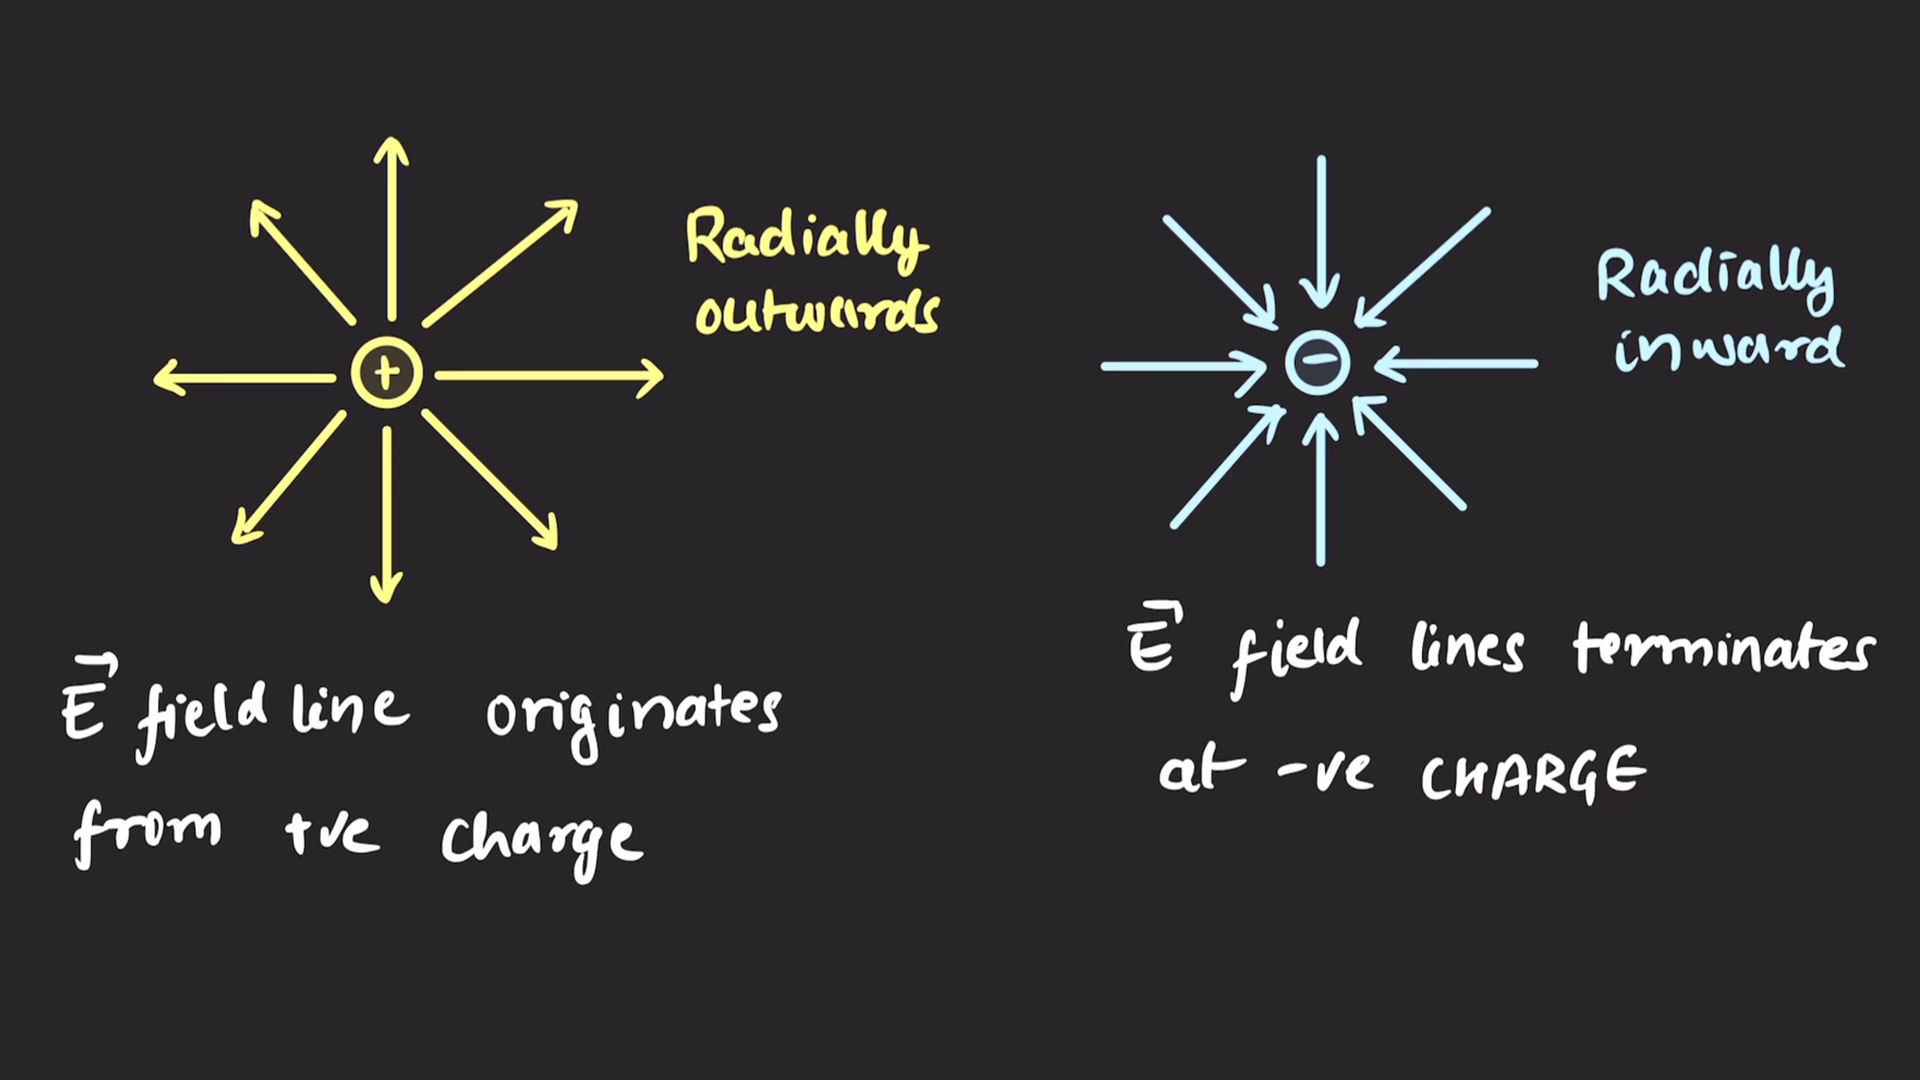 +
Radially
outwards
E⃗ field line originates
from +ve charge
−
Radially
inward
E⃗ field lines terminates
at -ve CHARGE